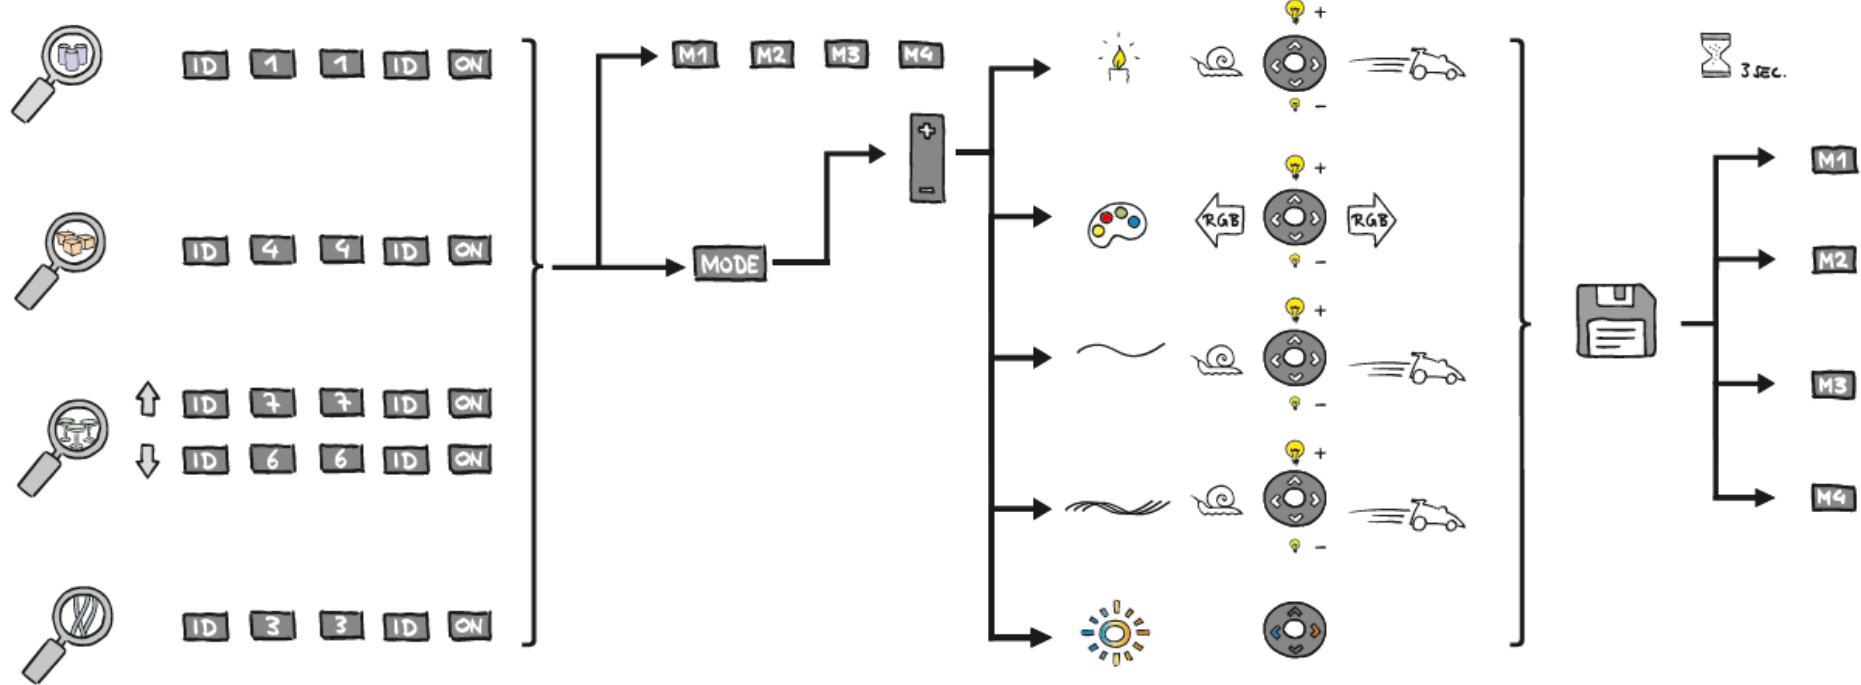 ID 1 1 ID ON
ID 4 4 ID ON
ID 7 7 ID ON
ID 6 6 ID ON
ID 3 3 ID ON
M1 M2 M3 M4
MODE
+
-
+
-
+
RGB RGB
-
+
-
+
-
3 SEC.
M1
M2
M3
M4